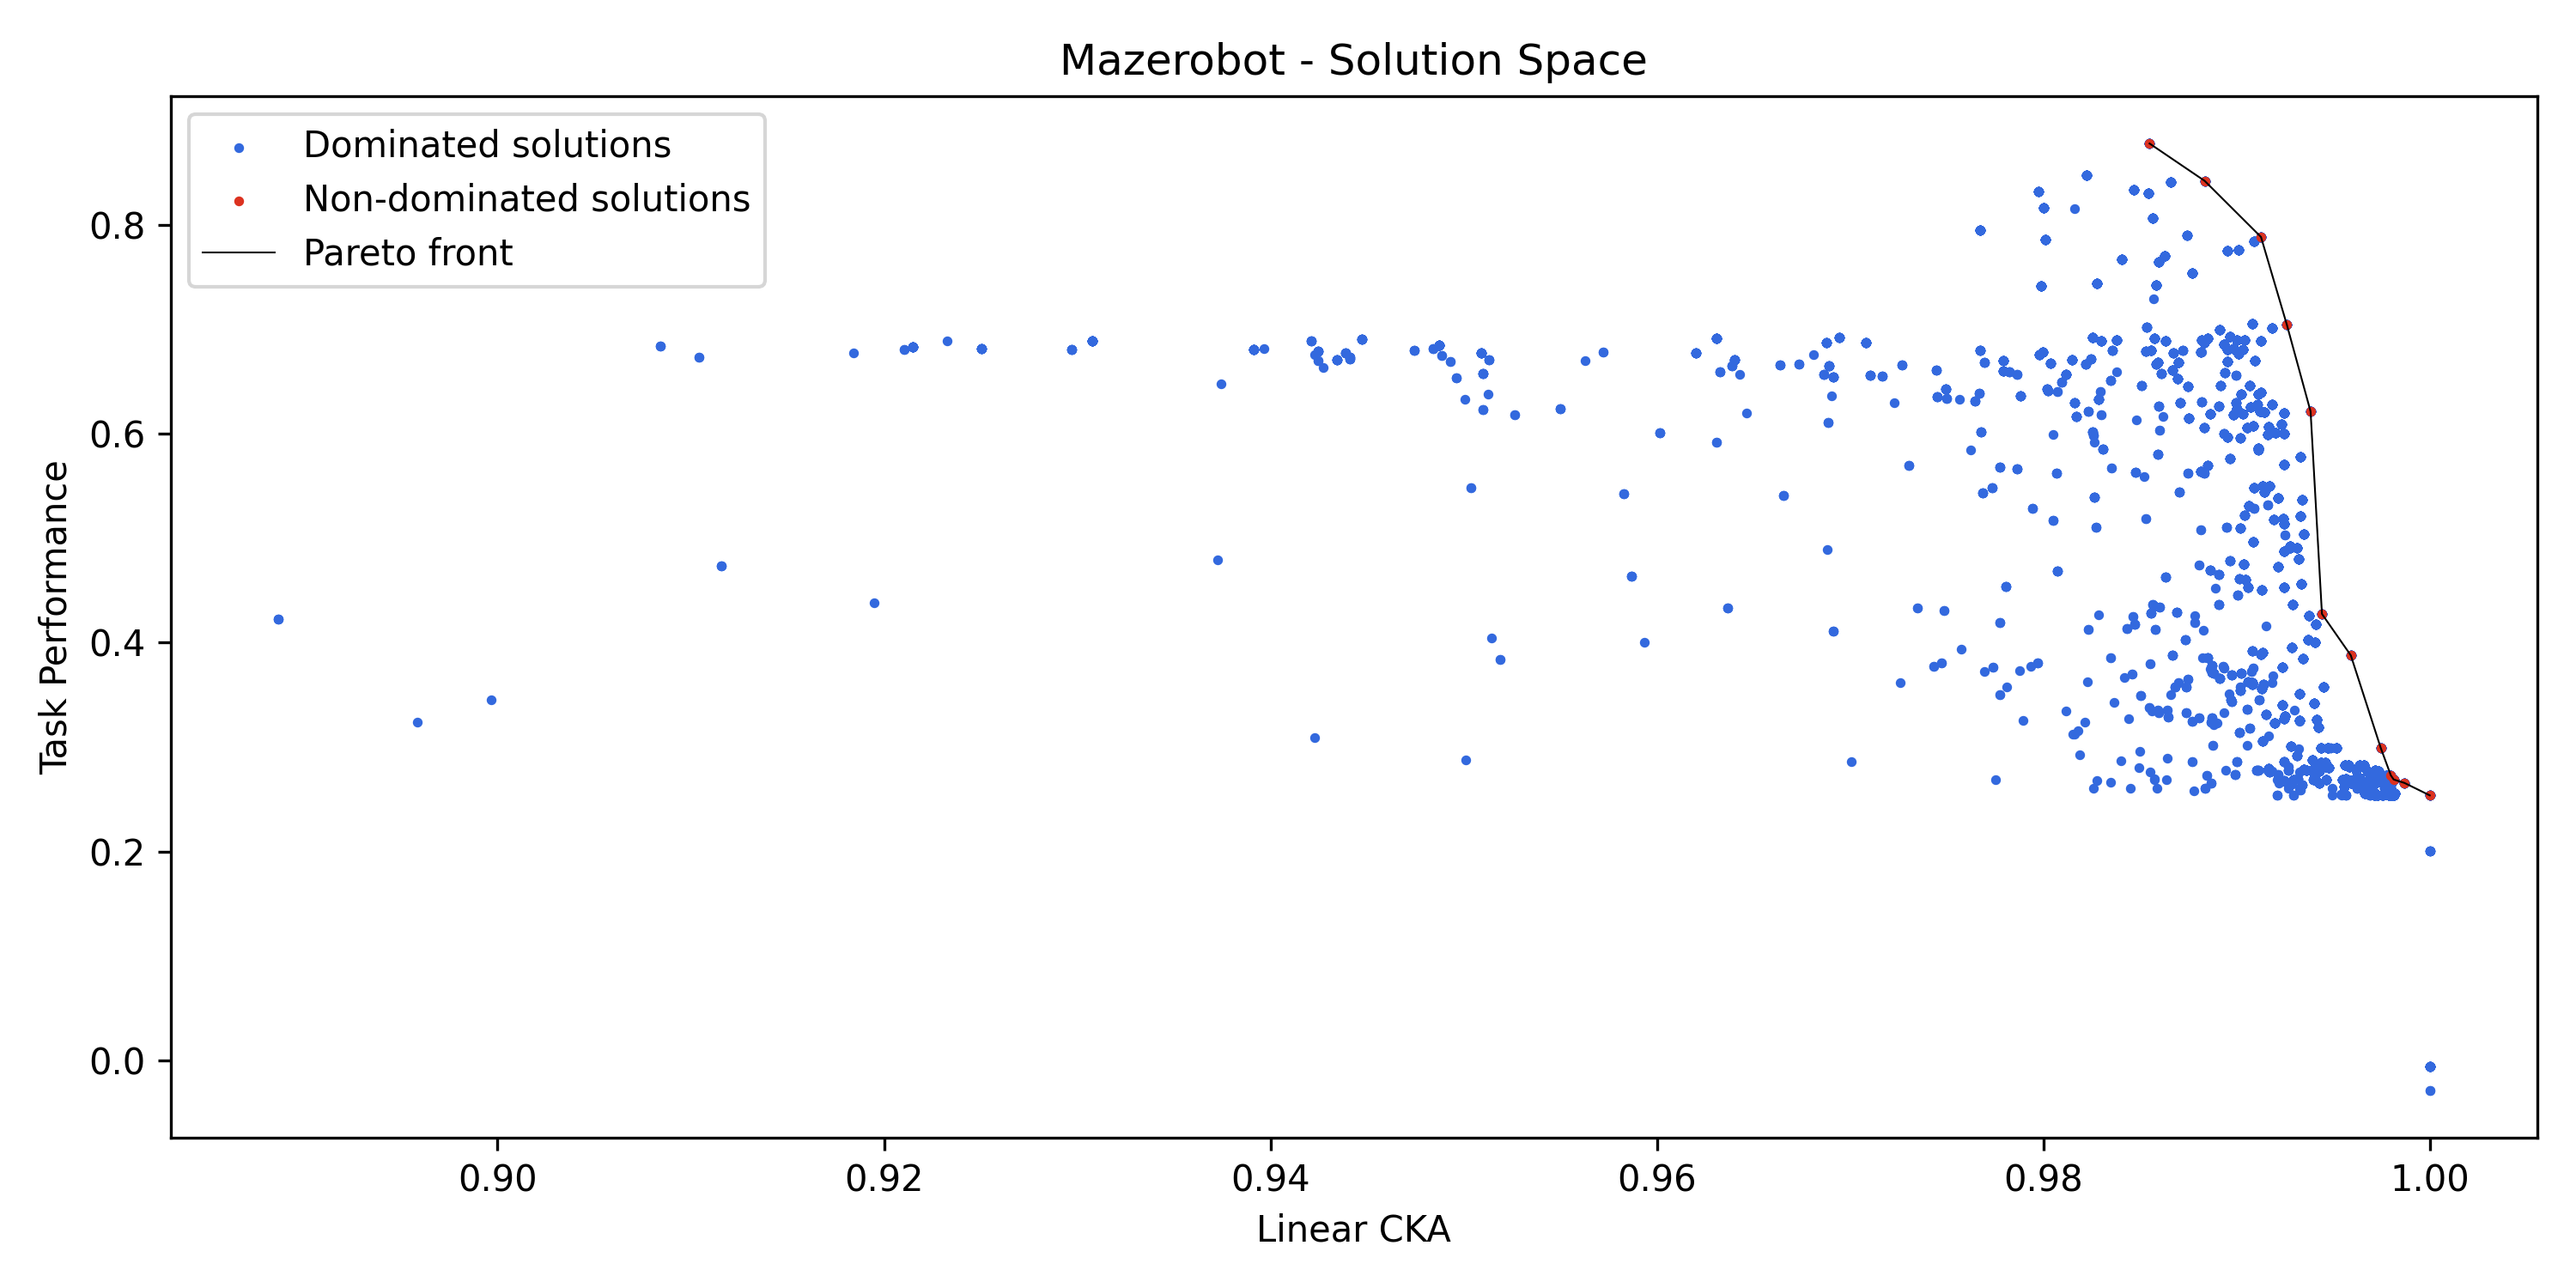 Mazerobot - Solution Space
Dominated solutions
Non-dominated solutions
Pareto front
Task Performance
0.8
0.6
0.4
0.2
0.0
0.90 0.92 0.94 0.96 0.98 1.00
Linear CKA